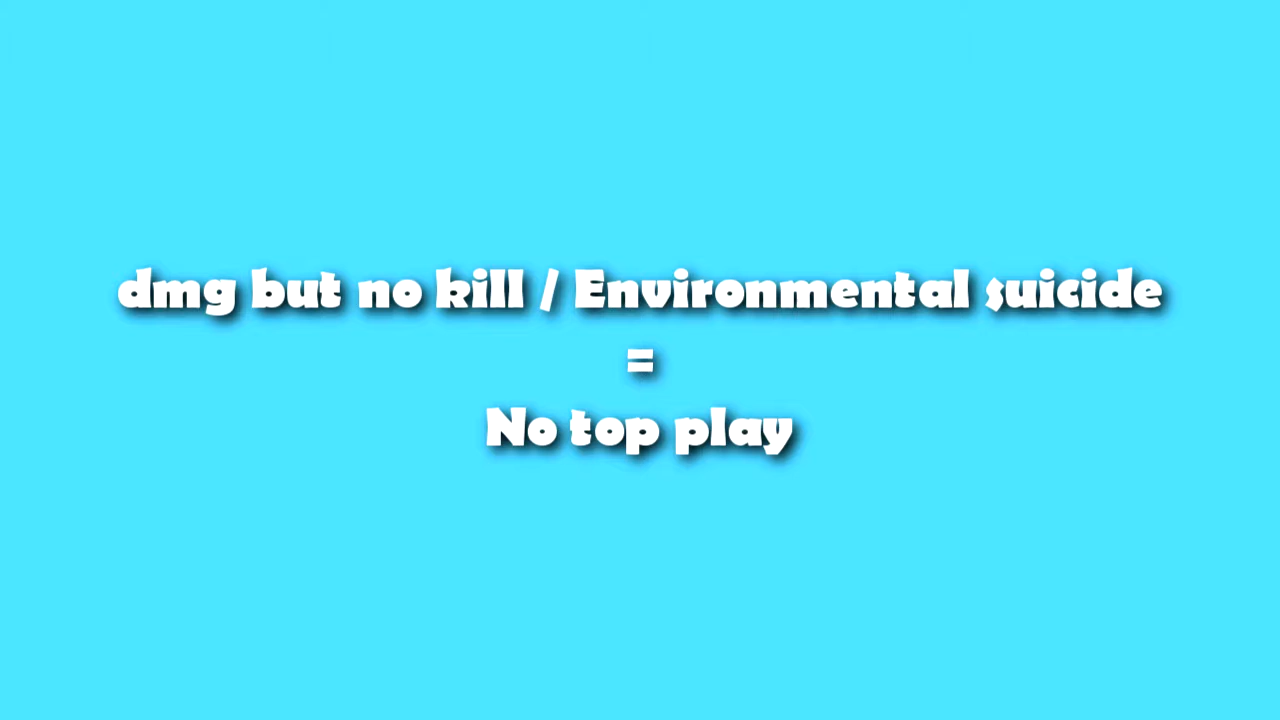 dmg but no kill / Environmental suicide
=
No top play